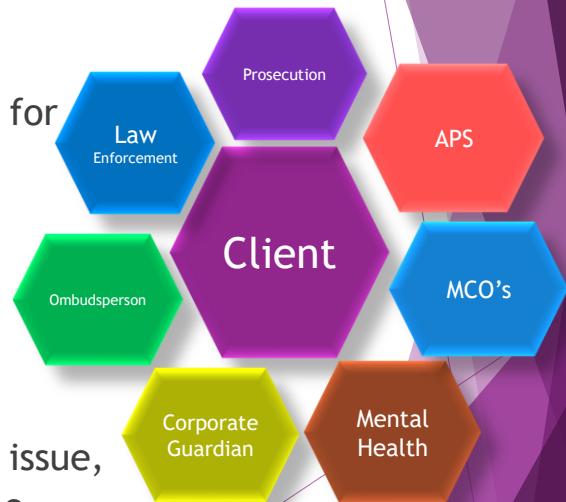 for
Prosecution
Law
Enforcement
APS
Client
MCO's
Ombudsperson
Corporate
Guardian
Mental
Health
issue,